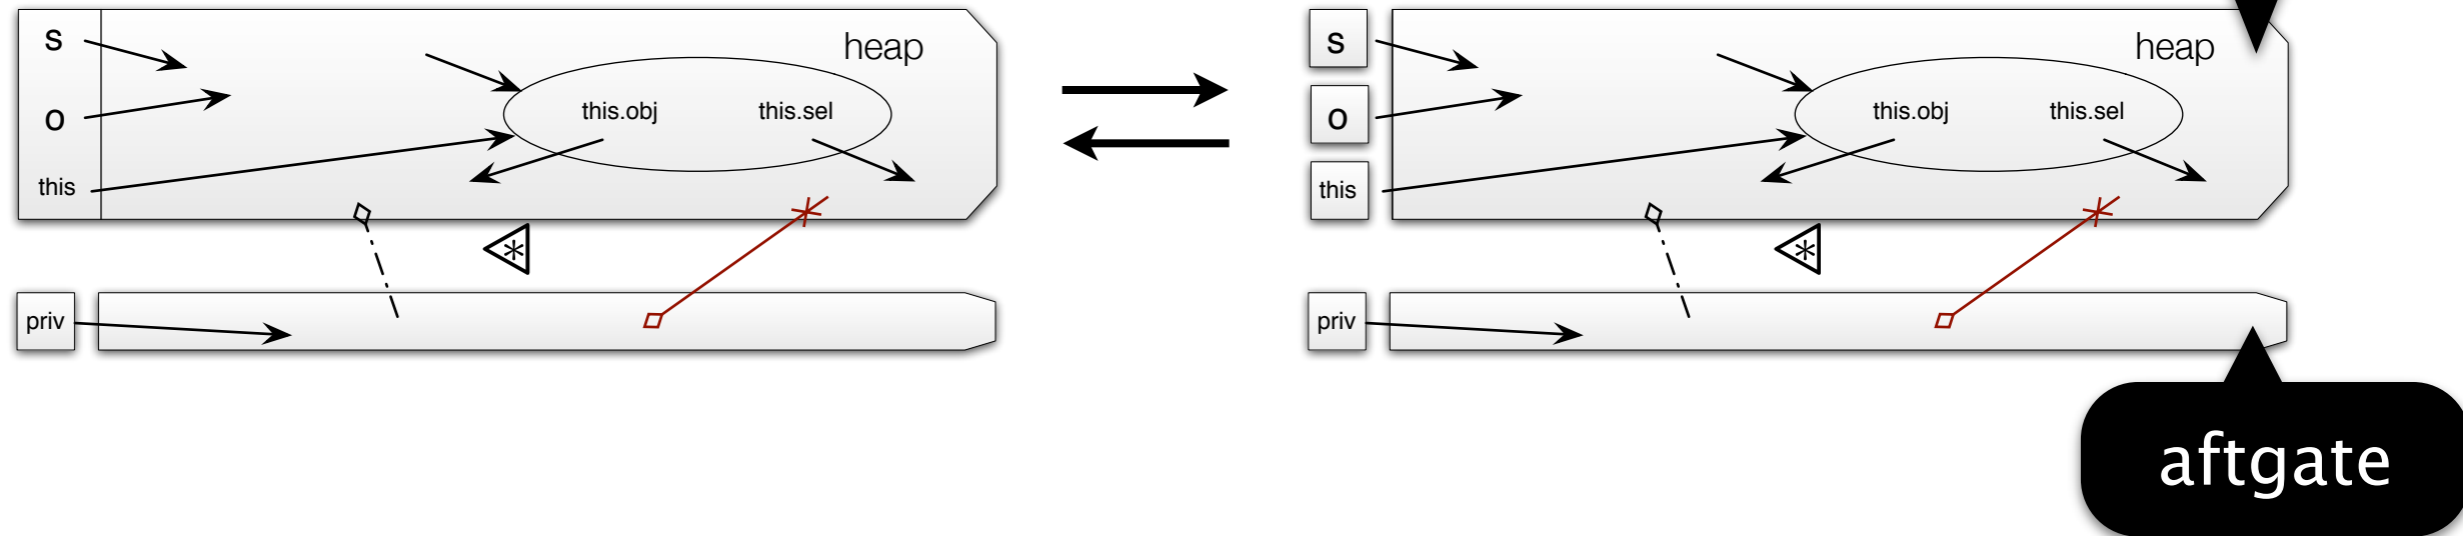 s
heap
this.obj this.sel
o
this
priv
s
heap
this.obj this.sel
o
this
priv
aftgate